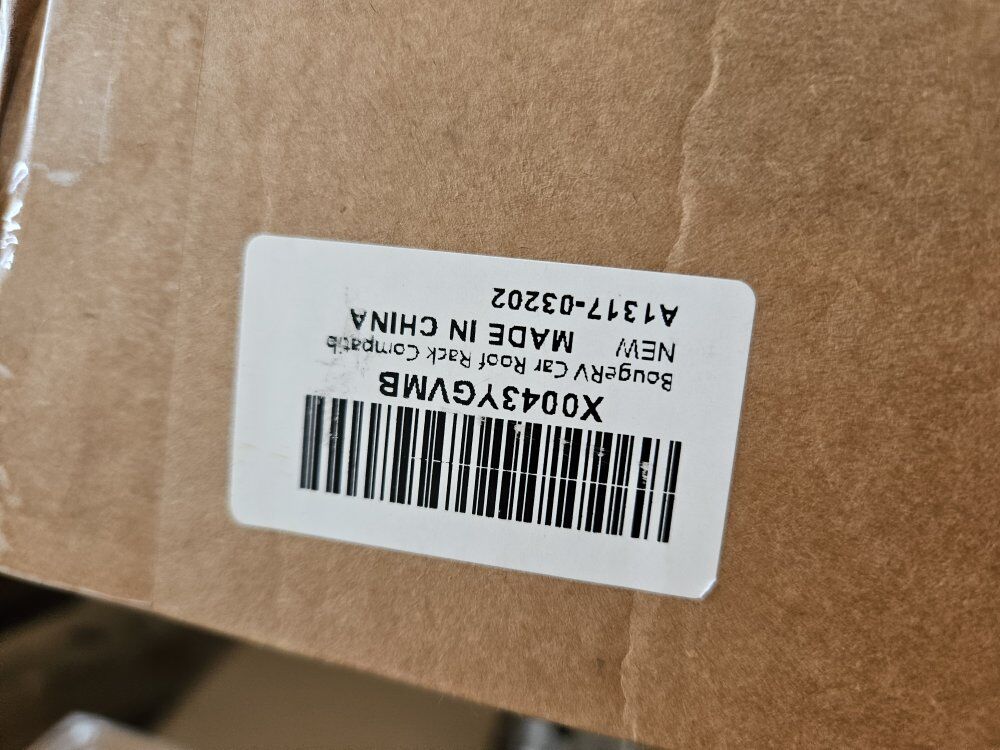 X0043YGVMB
BougeRV Car Roof Rack Compatib
NEW MADE IN CHINA
A1317-03202